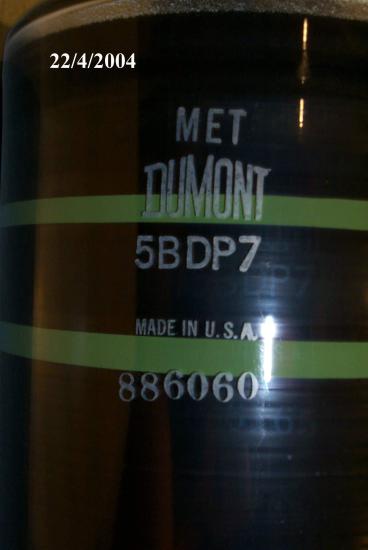 22/4/2004
MET
DUMONT
5BDP7
MADE IN U.S.A.
886060